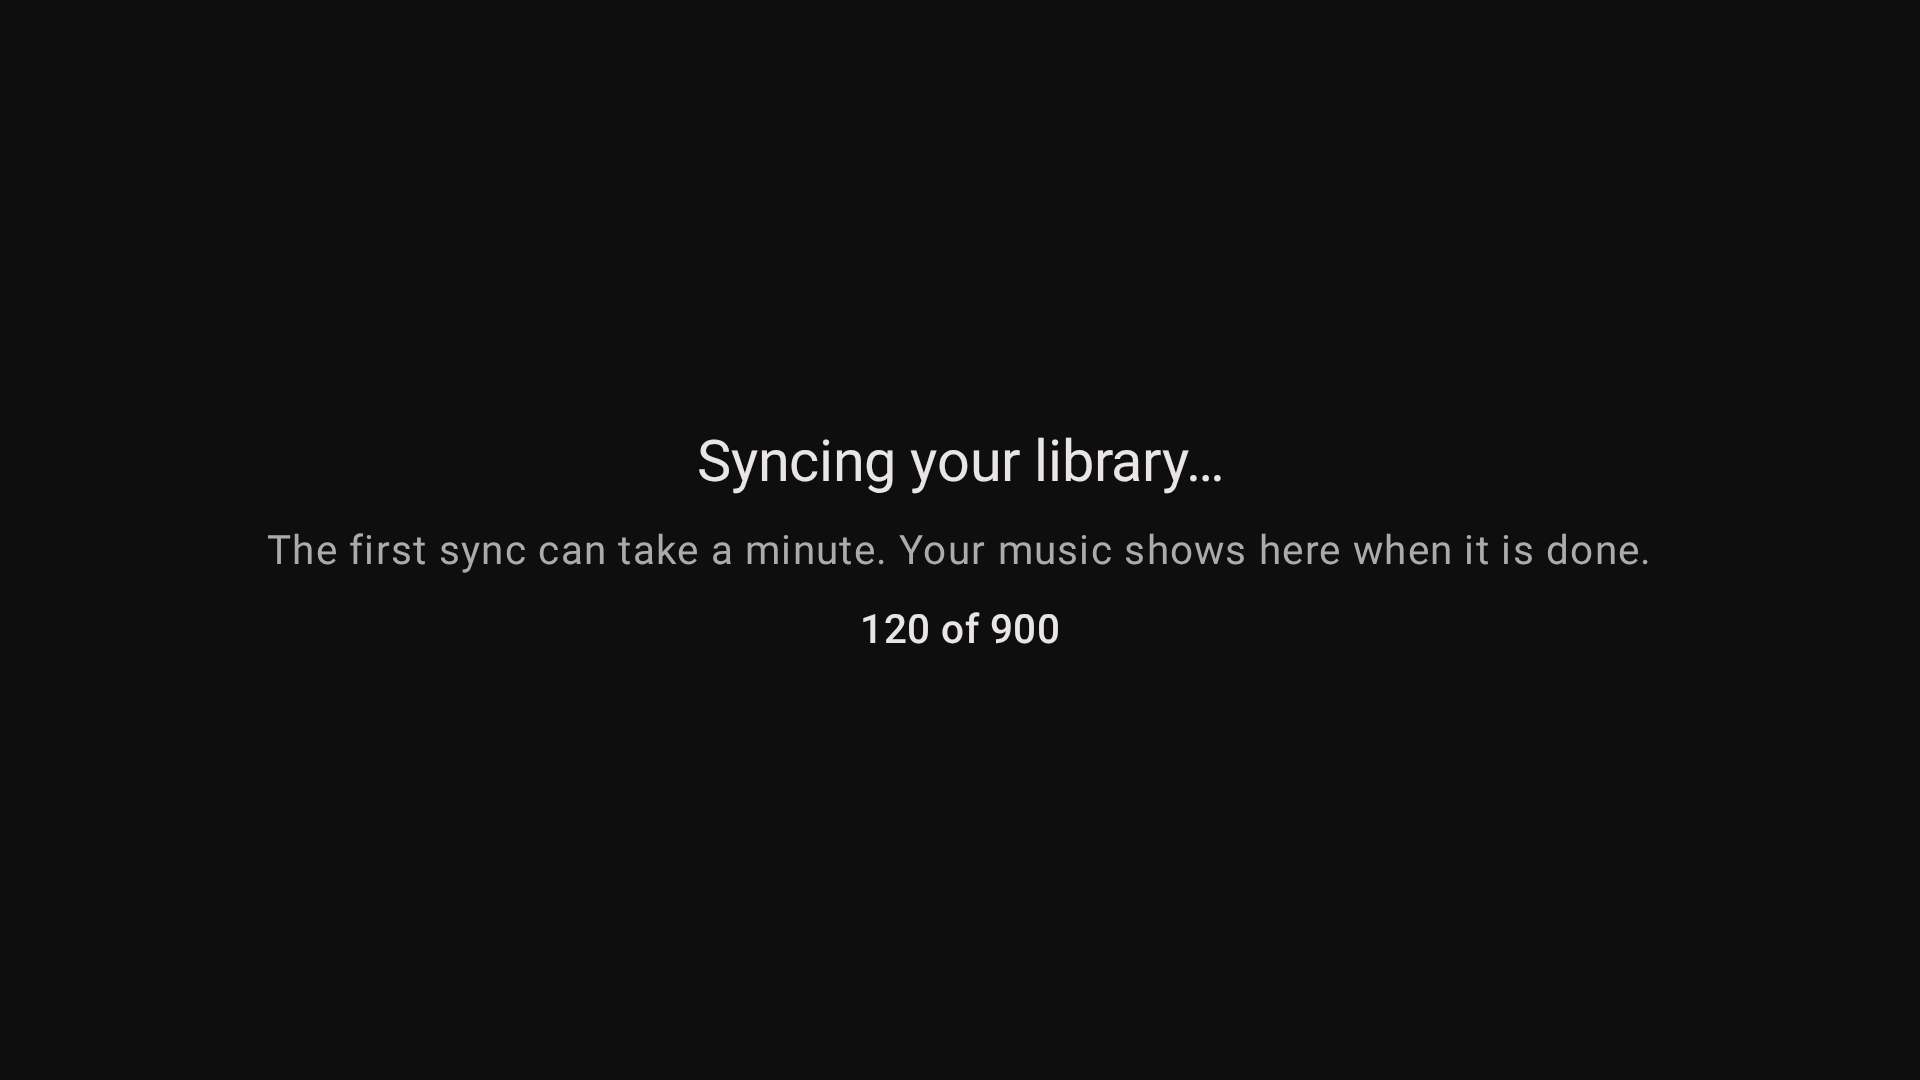 Syncing your library…
The first sync can take a minute. Your music shows here when it is done.
120 of 900